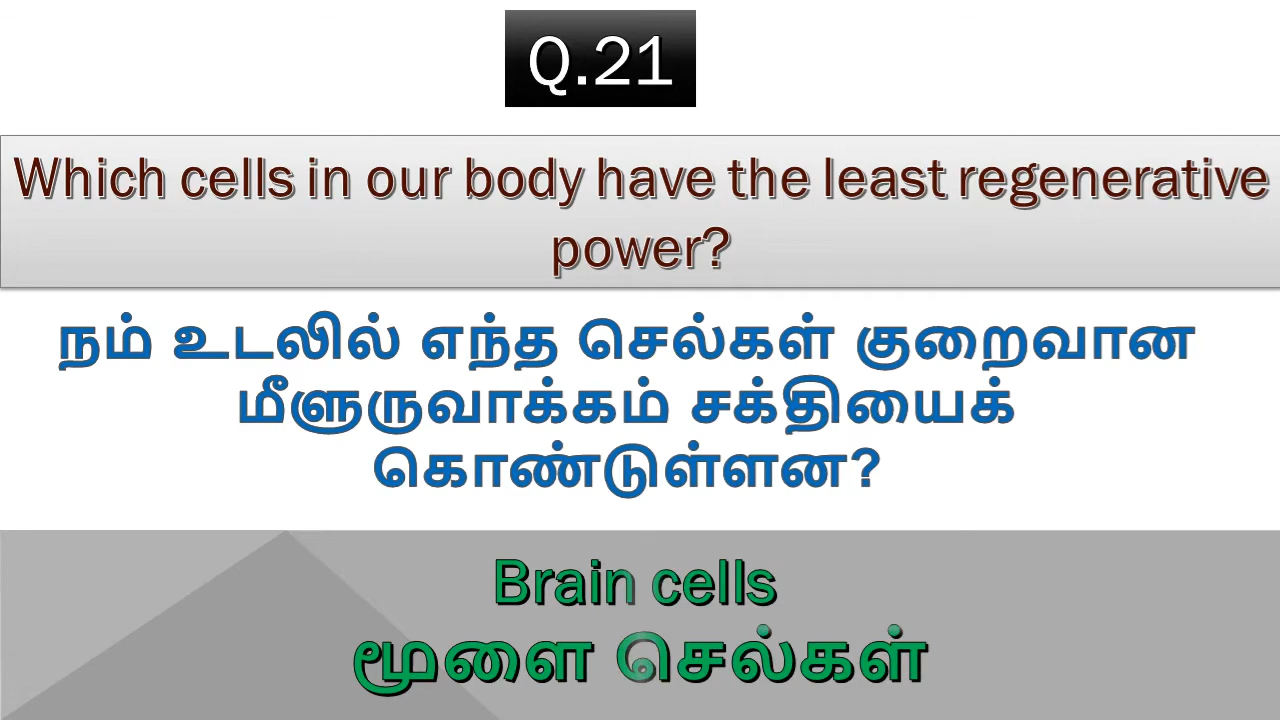 Q.21
Which cells in our body have the least regenerative
power?
நம் உடலில் எந்த செல்கள் குறைவான
மீளுருவாக்கம் சக்தியைக்
கொண்டுள்ளன?
Brain cells
மூளை செல்கள்